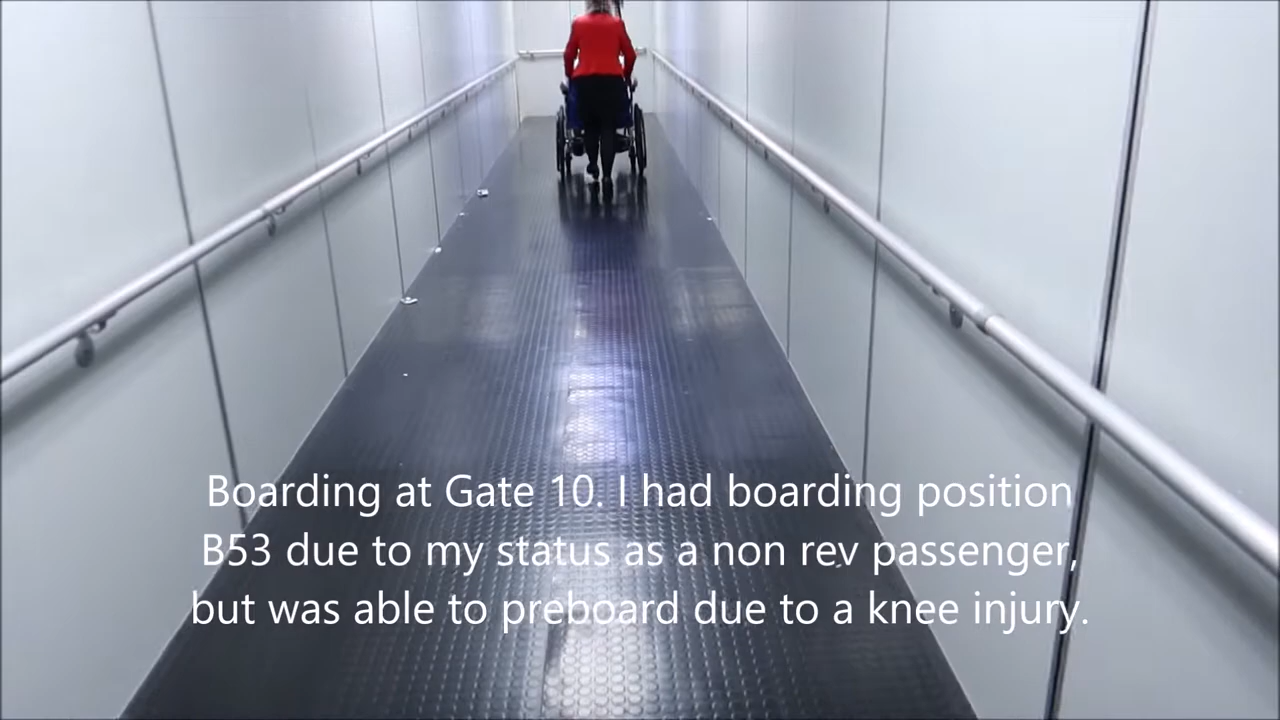 Boarding at Gate 10. I had boarding position
B53 due to my status as a non rev passenger,
but was able to preboard due to a knee injury.